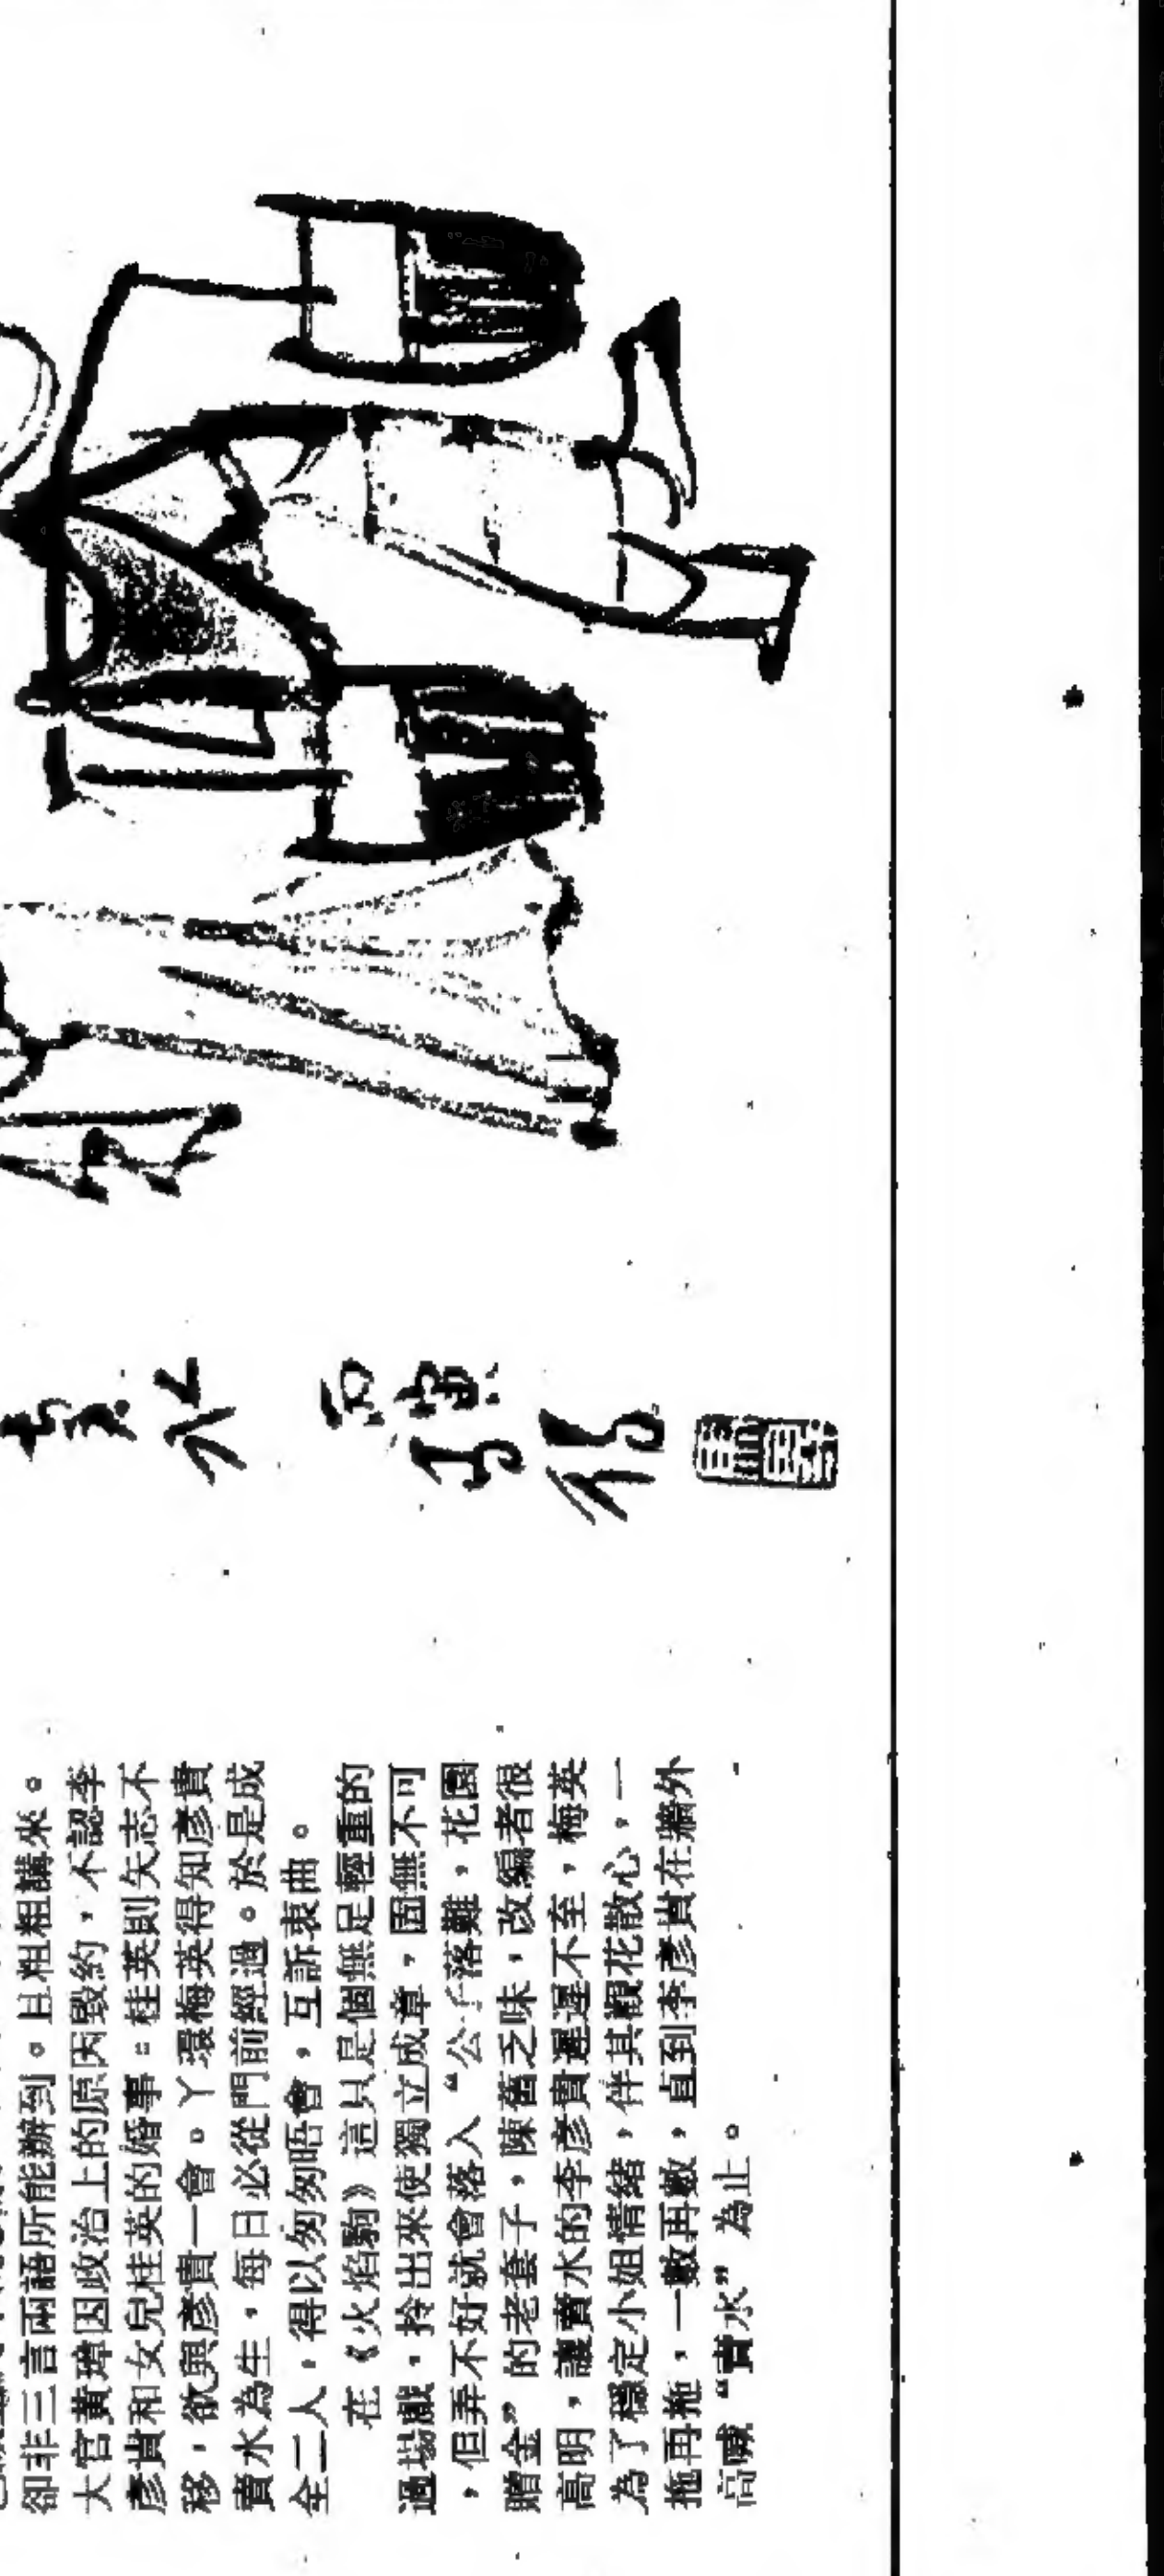 卻非三言兩語所能辦到。且粗粗講來。
大官黃璋因政治上的原因毀約，不認李
彥貴和女兒桂英的婚事；桂英則矢志不
移，欲與彥貴一會。丫環梅英得知彥貴
賣水為生，每日必從門前經過。於是成
全二人，得以匆匆晤會，互訴衷曲。
在《火焰駒》這只是個無足輕重的
過場戲，拎出來使獨立成章，固無不可
，但弄不好就會落入“公子落難，花園
贈金”的老套子，陳舊乏味，改編者很
高明，讓賣水的李彥貴遲遲不至，梅英
為了穩定小姐情緒，伴其觀花散心，一
拖再拖，一數再數，直到李彥貴在牆外
高喊“賣水”為止。
賣水